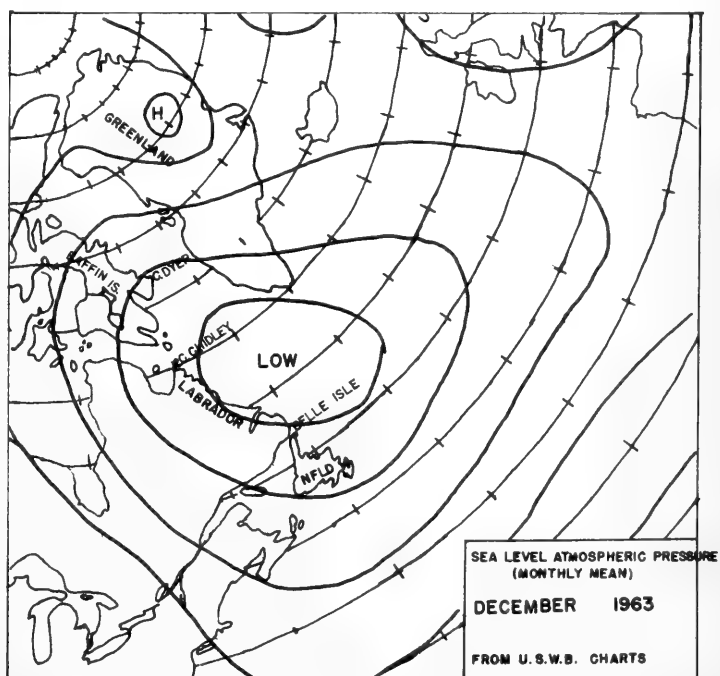 H
GREENLAND
BAFFIN IS.
C.DYER
C. CHIDLEY
LOW
LABRADOR
BELLE ISLE
NFLD
SEA LEVEL ATMOSPHERIC PRESSURE
(MONTHLY MEAN)
DECEMBER 1963
FROM U.S.W.B. CHARTS